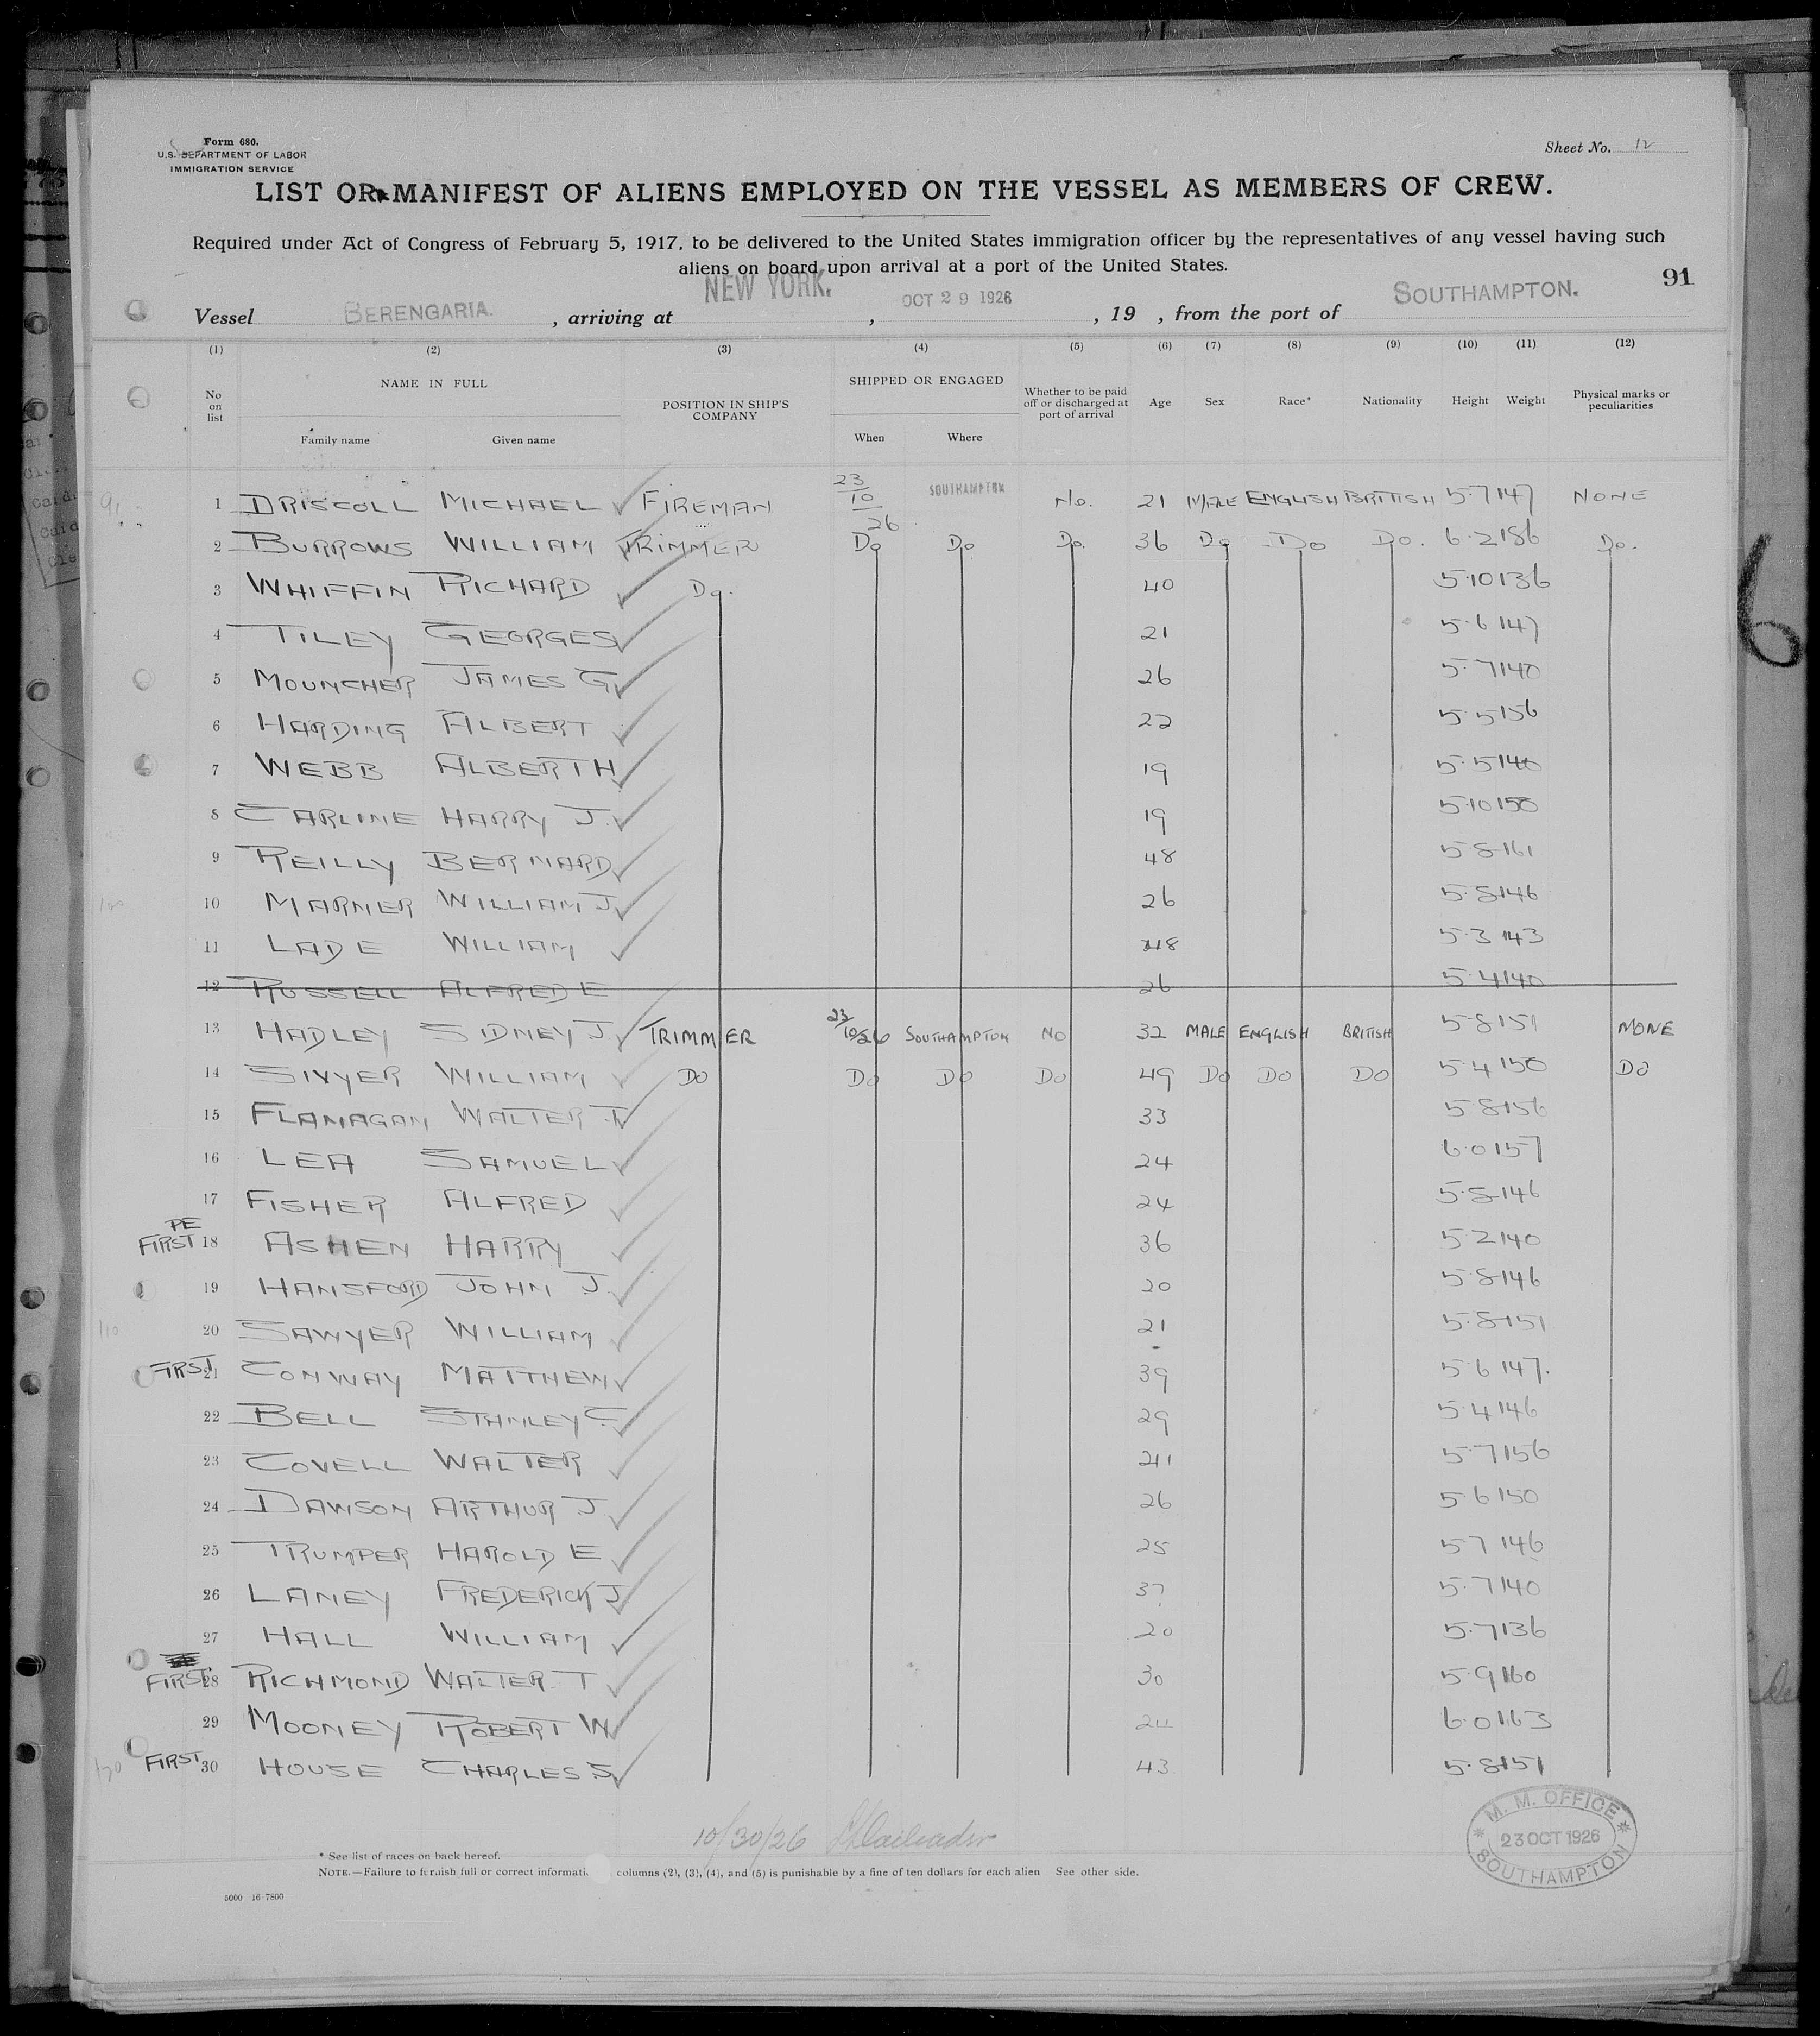 Form 680.
U.S. DEPARTMENT OF LABOR
IMMIGRATION SERVICE
Sheet No. 12
LIST OR MANIFEST OF ALIENS EMPLOYED ON THE VESSEL AS MEMBERS OF CREW.
Required under Act of Congress of February 5, 1917, to be delivered to the United States immigration officer by the representatives of any vessel having such
aliens on board upon arrival at a port of the United States.
91
Vessel BERENGARIA. , arriving at NEW YORK. , OCT 29 1926 , 19 , from the port of SOUTHAMPTON.
(1) (2) (3) (4) (5) (6) (7) (8) (9) (10) (11) (12)
No on list NAME IN FULL Family name Given name POSITION IN SHIP'S COMPANY SHIPPED OR ENGAGED When Where Whether to be paid off or discharged at port of arrival Age Sex Race* Nationality Height Weight Physical marks or peculiarities
1 DRISCOLL MICHAEL FIREMAN 23/10/26 SOUTHAMPTON No. 21 MALE ENGLISH BRITISH 5.7 147 NONE
2 BURROWS WILLIAM TRIMMER Do Do Do. 36 Do Do Do. 6.2 186 Do.
3 WHIFFIN RICHARD Do. 40 5.10 136
4 TILEY GEORGES 21 5.6 147
5 MOUNCHER JAMES G 26 5.7 140
6 HARDING ALBERT 22 5.5 156
7 WEBB ALBERT H 19 5.5 140
8 CARLINE HARRY J. 19 5.10 150
9 REILLY BERNARD 48 5.8 161
10 MARNER WILLIAM J 26 5.8 146
11 LADE WILLIAM 5.3 143
12 RUSSELL ALFRED E 26 5.4 140
13 HADLEY SIDNEY J TRIMMER 23/10/26 SOUTHAMPTON NO 32 MALE ENGLISH BRITISH 5.8 151 NONE
14 WILLIAM DO DO DO DO 49 DO DO DO 5.4 150 DO
15 FLANAGAN WALTER 33 5.8 156
16 LEA SAMUEL 24 6.0 157
17 FISHER ALFRED 24 5.8 146
PE
FIRST 18 ASHEN HARRY 36 5.2 140
19 HANSFORD JOHN J. 20 5.8 146
110 20 SAWYER WILLIAM 21 5.8 151
FIRST 21 CONWAY MATTHEW 39 5.6 147.
22 BELL STANLEY C. 29 5.4 146
23 COVELL WALTER 41 5.7 156
24 DAWSON ARTHUR J 26 5.6 150
25 TRUMPER HAROLD E 25 5.7 146
26 LANEY FREDERICK J 37 5.7 140
27 HALL WILLIAM 20 5.7 136
FIRST 28 RICHMOND WALTER T 30 5.9 160
29 MOONEY ROBERT W 24 6.0 163
120 FIRST 30 HOUSE CHARLES S 43 5.8 151
10/30/26
M. M. OFFICE
23 OCT 1926
SOUTHAMPTON
* See list of races on back hereof.
NOTE.—Failure to furnish full or correct informati columns (2), (3), (4), and (5) is punishable by a fine of ten dollars for each alien See other side.
5000 16-7800